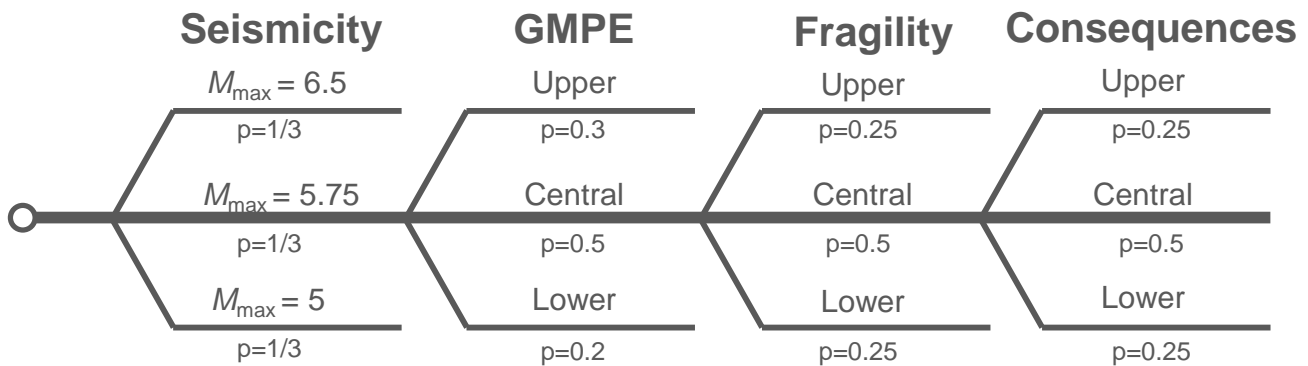 Seismicity GMPE Fragility Consequences
Mmax = 6.5 Upper Upper Upper
p=1/3 p=0.3 p=0.25 p=0.25
Mmax = 5.75 Central Central Central
p=1/3 p=0.5 p=0.5 p=0.5
Mmax = 5 Lower Lower Lower
p=1/3 p=0.2 p=0.25 p=0.25